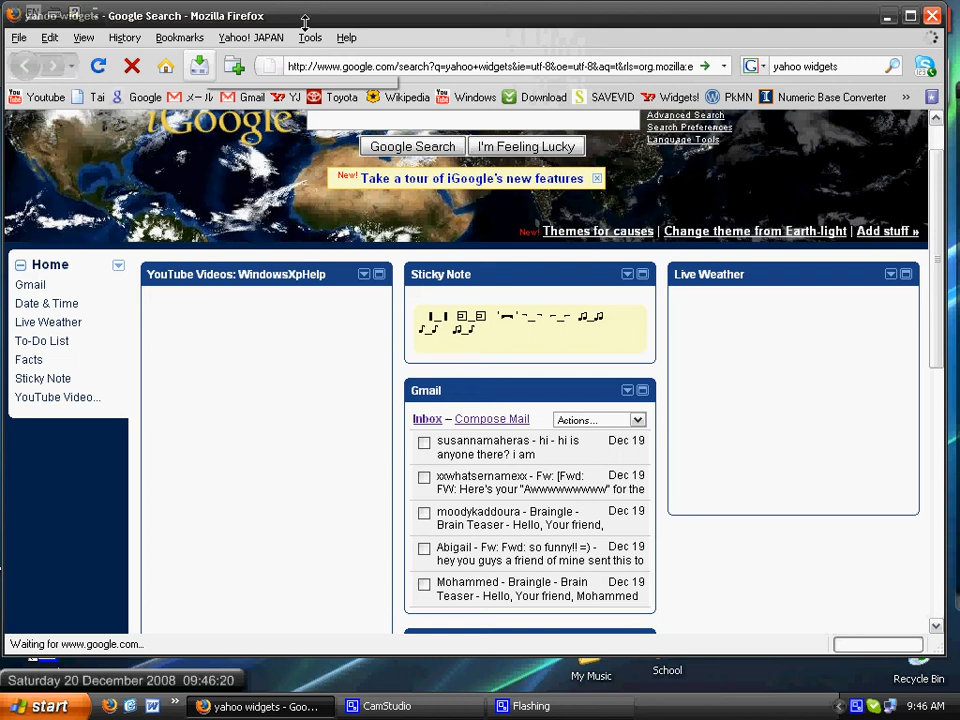 yahoo widgets - Google Search - Mozilla Firefox
File Edit View History Bookmarks Yahoo! JAPAN Tools Help
http://www.google.com/search?q=yahoo+widgets&ie=utf-8&oe=utf-8&aq=t&rls=org.mozilla:e
yahoo widgets
Youtube Tai Google メール Gmail YJ Toyota Wikipedia Windows Download SAVEVID Widgets! PkMN Numeric Base Converter »
iGoogle
Advanced Search
Search Preferences
Language Tools
Google Search I'm Feeling Lucky
New! Take a tour of iGoogle's new features
New! Themes for causes | Change theme from Earth-light | Add stuff »
Home
Gmail
Date & Time
Live Weather
To-Do List
Facts
Sticky Note
YouTube Video...
YouTube Videos: WindowsXpHelp
Sticky Note
Gmail
Inbox – Compose Mail Actions...
susannamaheras - hi - hi is Dec 19
anyone there? i am
xxwhatsernamexx - Fw: [Fwd: Dec 19
FW: Here's your "Awwwwwwwww" for the
moodykaddoura - Braingle - Dec 19
Brain Teaser - Hello, Your friend,
Abigail - Fw: Fwd: so funny!! =) - Dec 19
hey you guys a friend of mine sent this to
Mohammed - Braingle - Brain Dec 19
Teaser - Hello, Your friend, Mohammed
Live Weather
Waiting for www.google.com...
My Music
School
Recycle Bin
Saturday 20 December 2008 09:46:20
start
yahoo widgets - Goo...
CamStudio
Flashing
9:46 AM